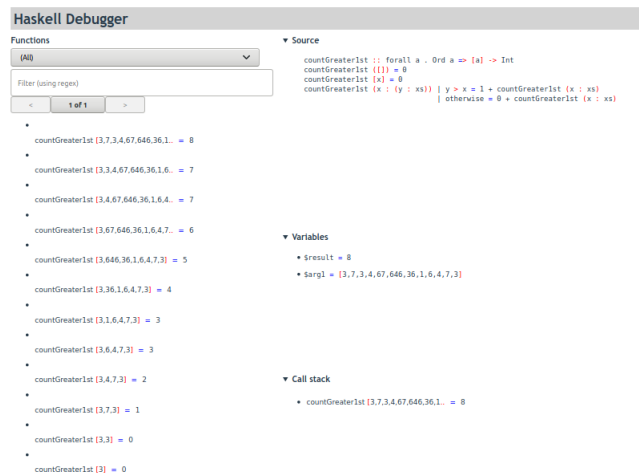 Haskell Debugger
Functions
(All)
Filter (using regex)
<
1 of 1
>
countGreater1st [3,7,3,4,67,646,36,1.. = 8
countGreater1st [3,3,4,67,646,36,1,6.. = 7
countGreater1st [3,4,67,646,36,1,6,4.. = 7
countGreater1st [3,67,646,36,1,6,4,7.. = 6
countGreater1st [3,646,36,1,6,4,7,3] = 5
countGreater1st [3,36,1,6,4,7,3] = 4
countGreater1st [3,1,6,4,7,3] = 3
countGreater1st [3,6,4,7,3] = 3
countGreater1st [3,4,7,3] = 2
countGreater1st [3,7,3] = 1
countGreater1st [3,3] = 0
countGreater1st [3] = 0
▾ Source
countGreater1st :: forall a . Ord a => [a] -> Int
countGreater1st ([]) = 0
countGreater1st [x] = 0
countGreater1st (x : (y : xs)) | y > x = 1 + countGreater1st (x : xs)
| otherwise = 0 + countGreater1st (x : xs)
▾ Variables
• $result = 8
• $arg1 = [3,7,3,4,67,646,36,1,6,4,7,3]
▾ Call stack
• countGreater1st [3,7,3,4,67,646,36,1.. = 8